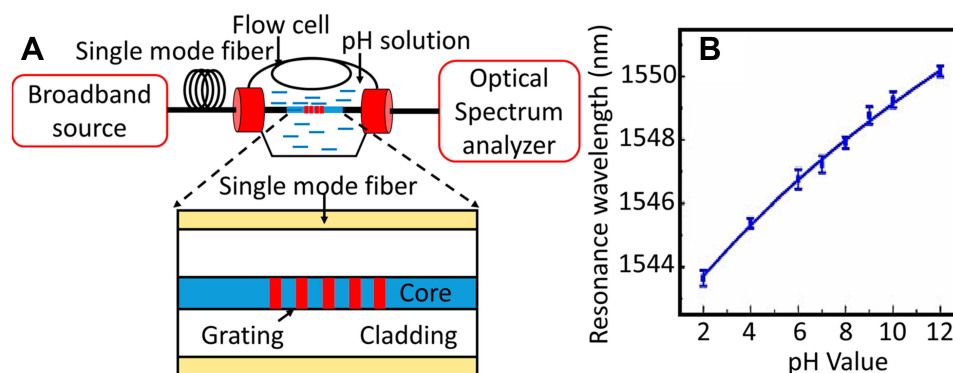 A
Flow cell
Single mode fiber
pH solution
Broadband
source
Optical
Spectrum
analyzer
Single mode fiber
Core
Grating
Cladding
B
Resonance wavelength (nm)
1550
1548
1546
1544
2
4
6
8
10
12
pH Value